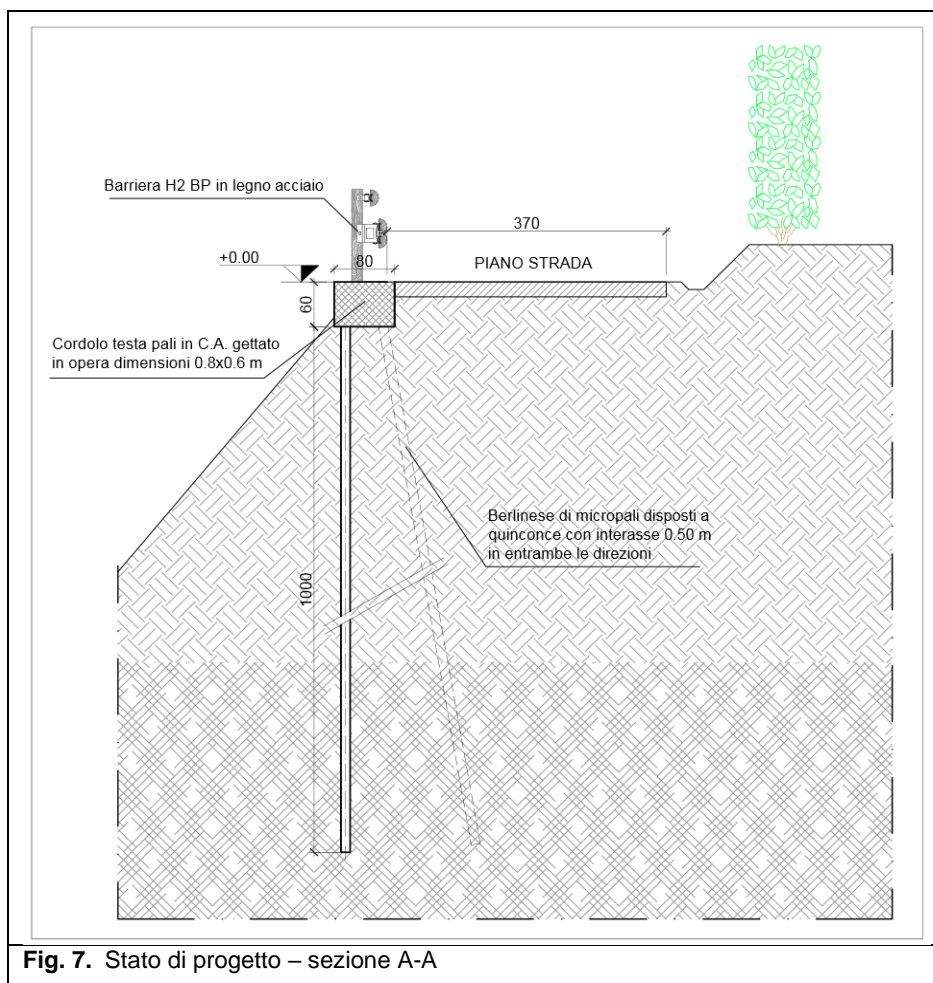 Barriera H2 BP in legno acciaio
370
+0.00
80
PIANO STRADA
60
Cordolo testa pali in C.A. gettato
in opera dimensioni 0.8x0.6 m
Berlinese di micropali disposti a
quinconce con interasse 0.50 m
in entrambe le direzioni
1000
Fig. 7. Stato di progetto – sezione A-A